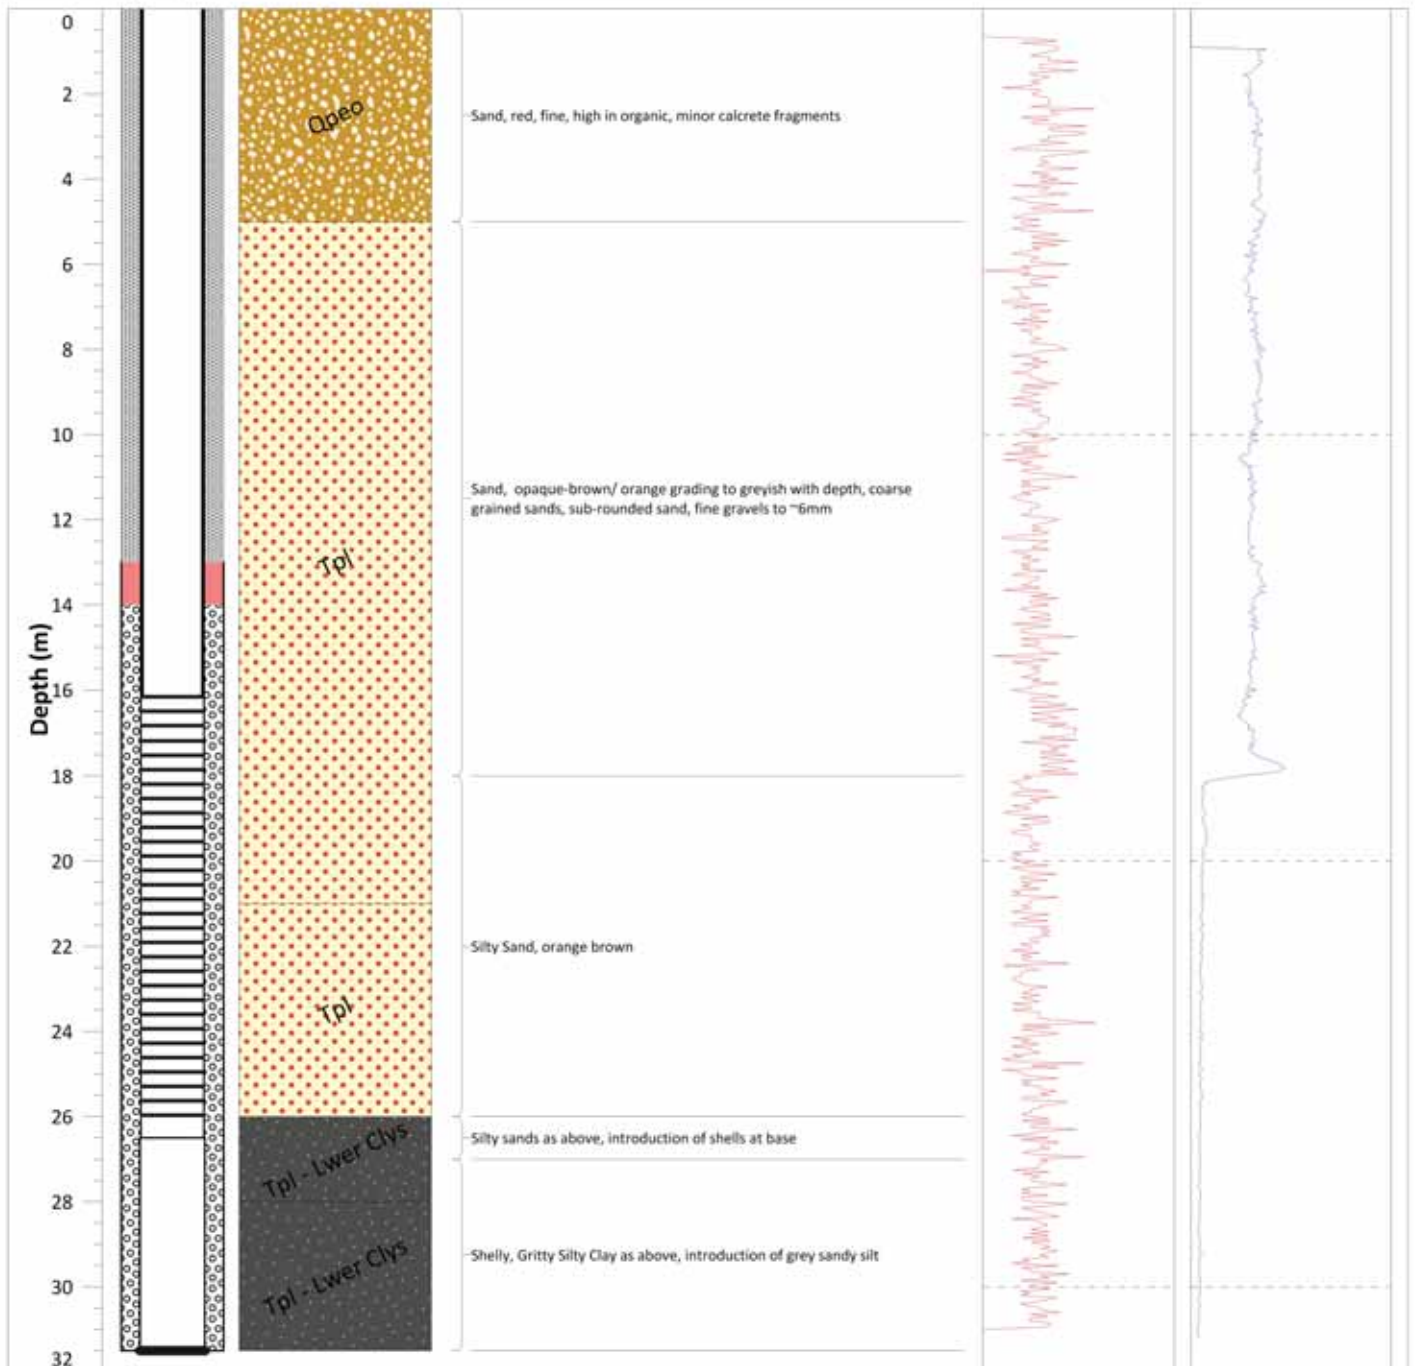 0
2
Qpeo
Sand, red, fine, high in organic, minor calcrete fragments
4
6
8
10
Sand, opaque-brown/ orange grading to greyish with depth, coarse
grained sands, sub-rounded sand, fine gravels to ~6mm
12
Tpl
14
Depth (m)
16
18
20
22
Silty Sand, orange brown
Tpl
24
26
Silty sands as above, introduction of shells at base
Tpl - Lwer Clys
28
Shelly, Gritty Silty Clay as above, introduction of grey sandy silt
Tpl - Lwer Clys
30
32